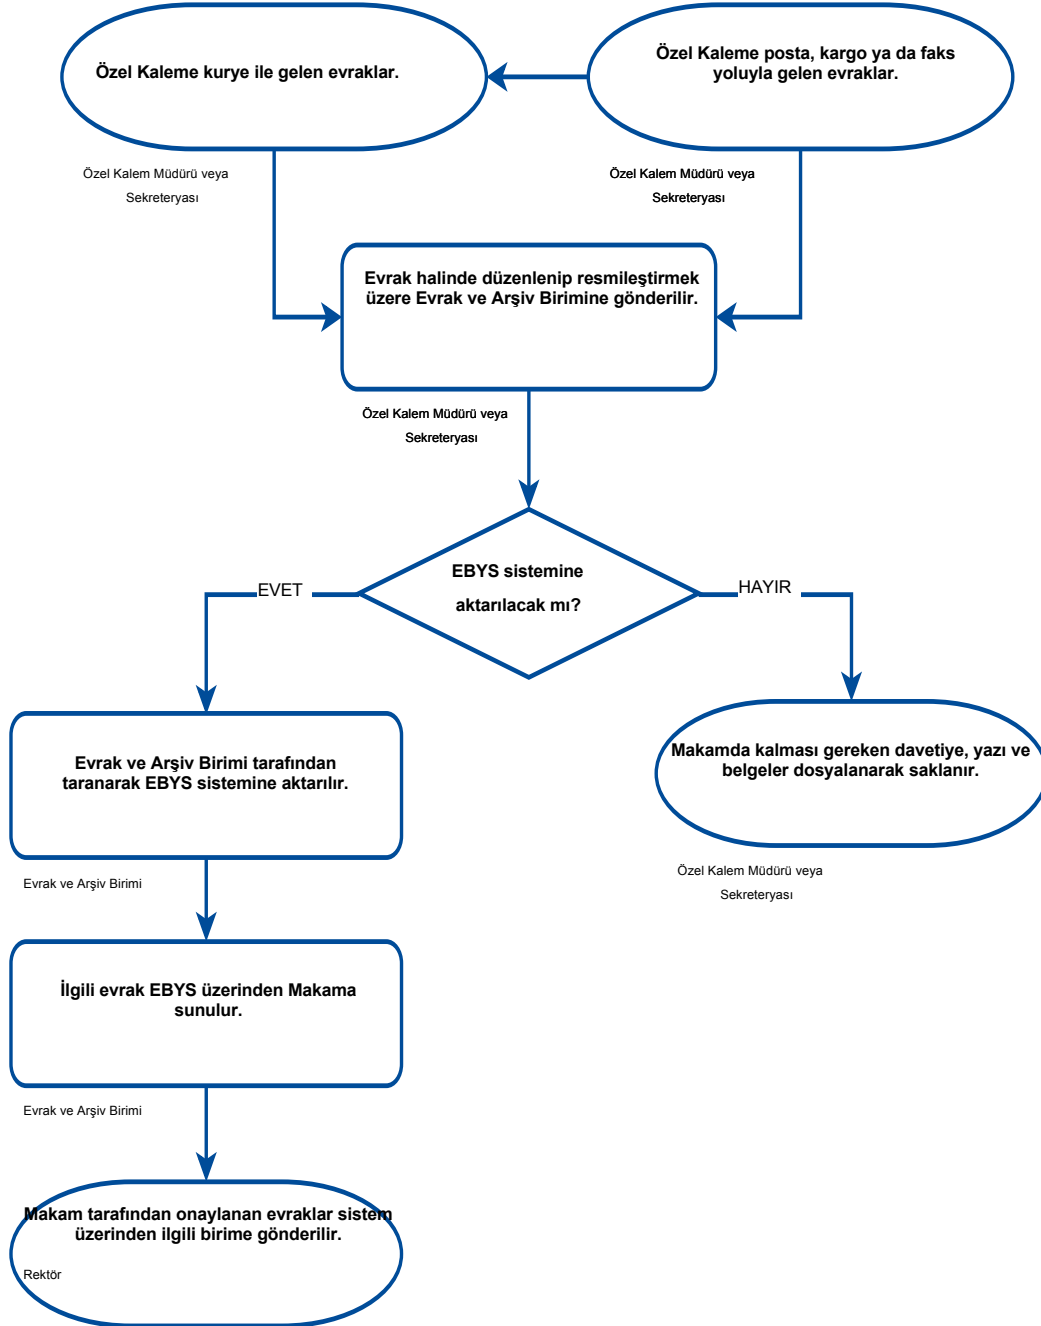 Özel Kaleme kurye ile gelen evraklar.
Özel Kaleme posta, kargo ya da faks
yoluyla gelen evraklar.
Özel Kalem Müdürü veya
Sekreteryası
Özel Kalem Müdürü veya
Sekreteryası
Evrak halinde düzenlenip resmileştirmek
üzere Evrak ve Arşiv Birimine gönderilir.
Özel Kalem Müdürü veya
Sekreteryası
EBYS sistemine
aktarılacak mı?
EVET
HAYIR
Evrak ve Arşiv Birimi tarafından
taranarak EBYS sistemine aktarılır.
Makamda kalması gereken davetiye, yazı ve
belgeler dosyalanarak saklanır.
Evrak ve Arşiv Birimi
Özel Kalem Müdürü veya
Sekreteryası
İlgili evrak EBYS üzerinden Makama
sunulur.
Evrak ve Arşiv Birimi
Makam tarafından onaylanan evraklar sistem
üzerinden ilgili birime gönderilir.
Rektör